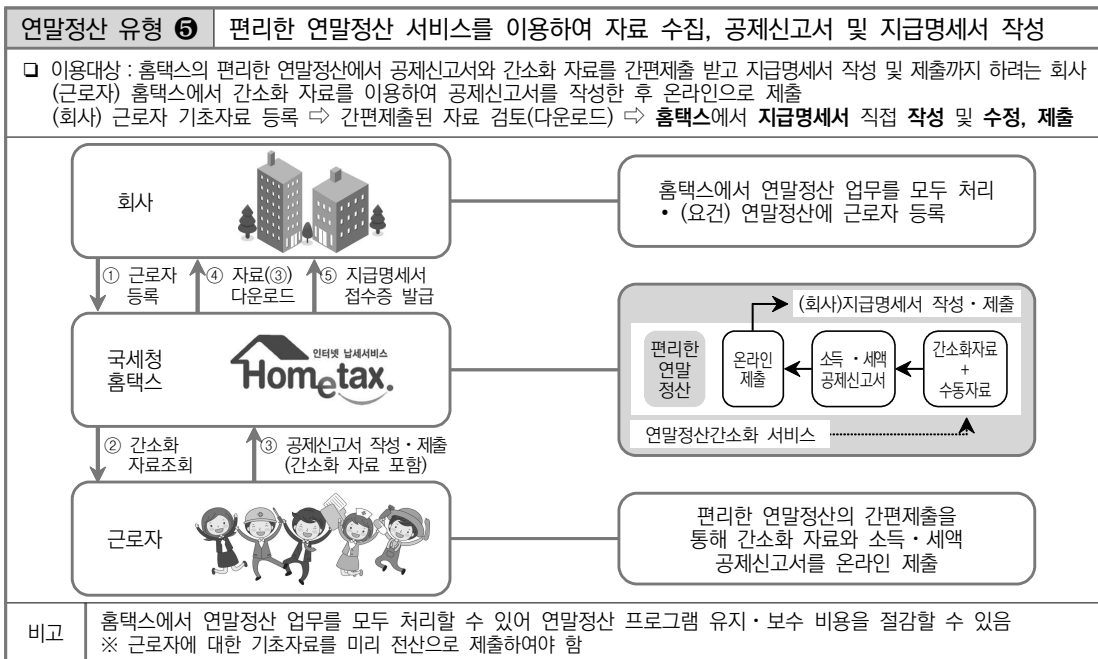 연말정산 유형 ❺ 편리한 연말정산 서비스를 이용하여 자료 수집, 공제신고서 및 지급명세서 작성
❑ 이용대상 : 홈택스의 편리한 연말정산에서 공제신고서와 간소화 자료를 간편제출 받고 지급명세서 작성 및 제출까지 하려는 회사
(근로자) 홈택스에서 간소화 자료를 이용하여 공제신고서를 작성한 후 온라인으로 제출
(회사) 근로자 기초자료 등록 ⇨ 간편제출된 자료 검토(다운로드) ⇨ 홈택스에서 지급명세서 직접 작성 및 수정, 제출
회사
홈택스에서 연말정산 업무를 모두 처리
• (요건) 연말정산에 근로자 등록
① 근로자
등록
④ 자료(③)
다운로드
⑤ 지급명세서
접수증 발급
국세청
홈택스
인터넷 납세서비스
Hometax.
(회사)지급명세서 작성・제출
편리한
연말
정산
온라인
제출
소득 ・세액
공제신고서
간소화자료
+
수동자료
연말정산간소화 서비스
② 간소화
자료조회
③ 공제신고서 작성・제출
(간소화 자료 포함)
근로자
편리한 연말정산의 간편제출을
통해 간소화 자료와 소득・세액
공제신고서를 온라인 제출
비고
홈택스에서 연말정산 업무를 모두 처리할 수 있어 연말정산 프로그램 유지・보수 비용을 절감할 수 있음
※ 근로자에 대한 기초자료를 미리 전산으로 제출하여야 함